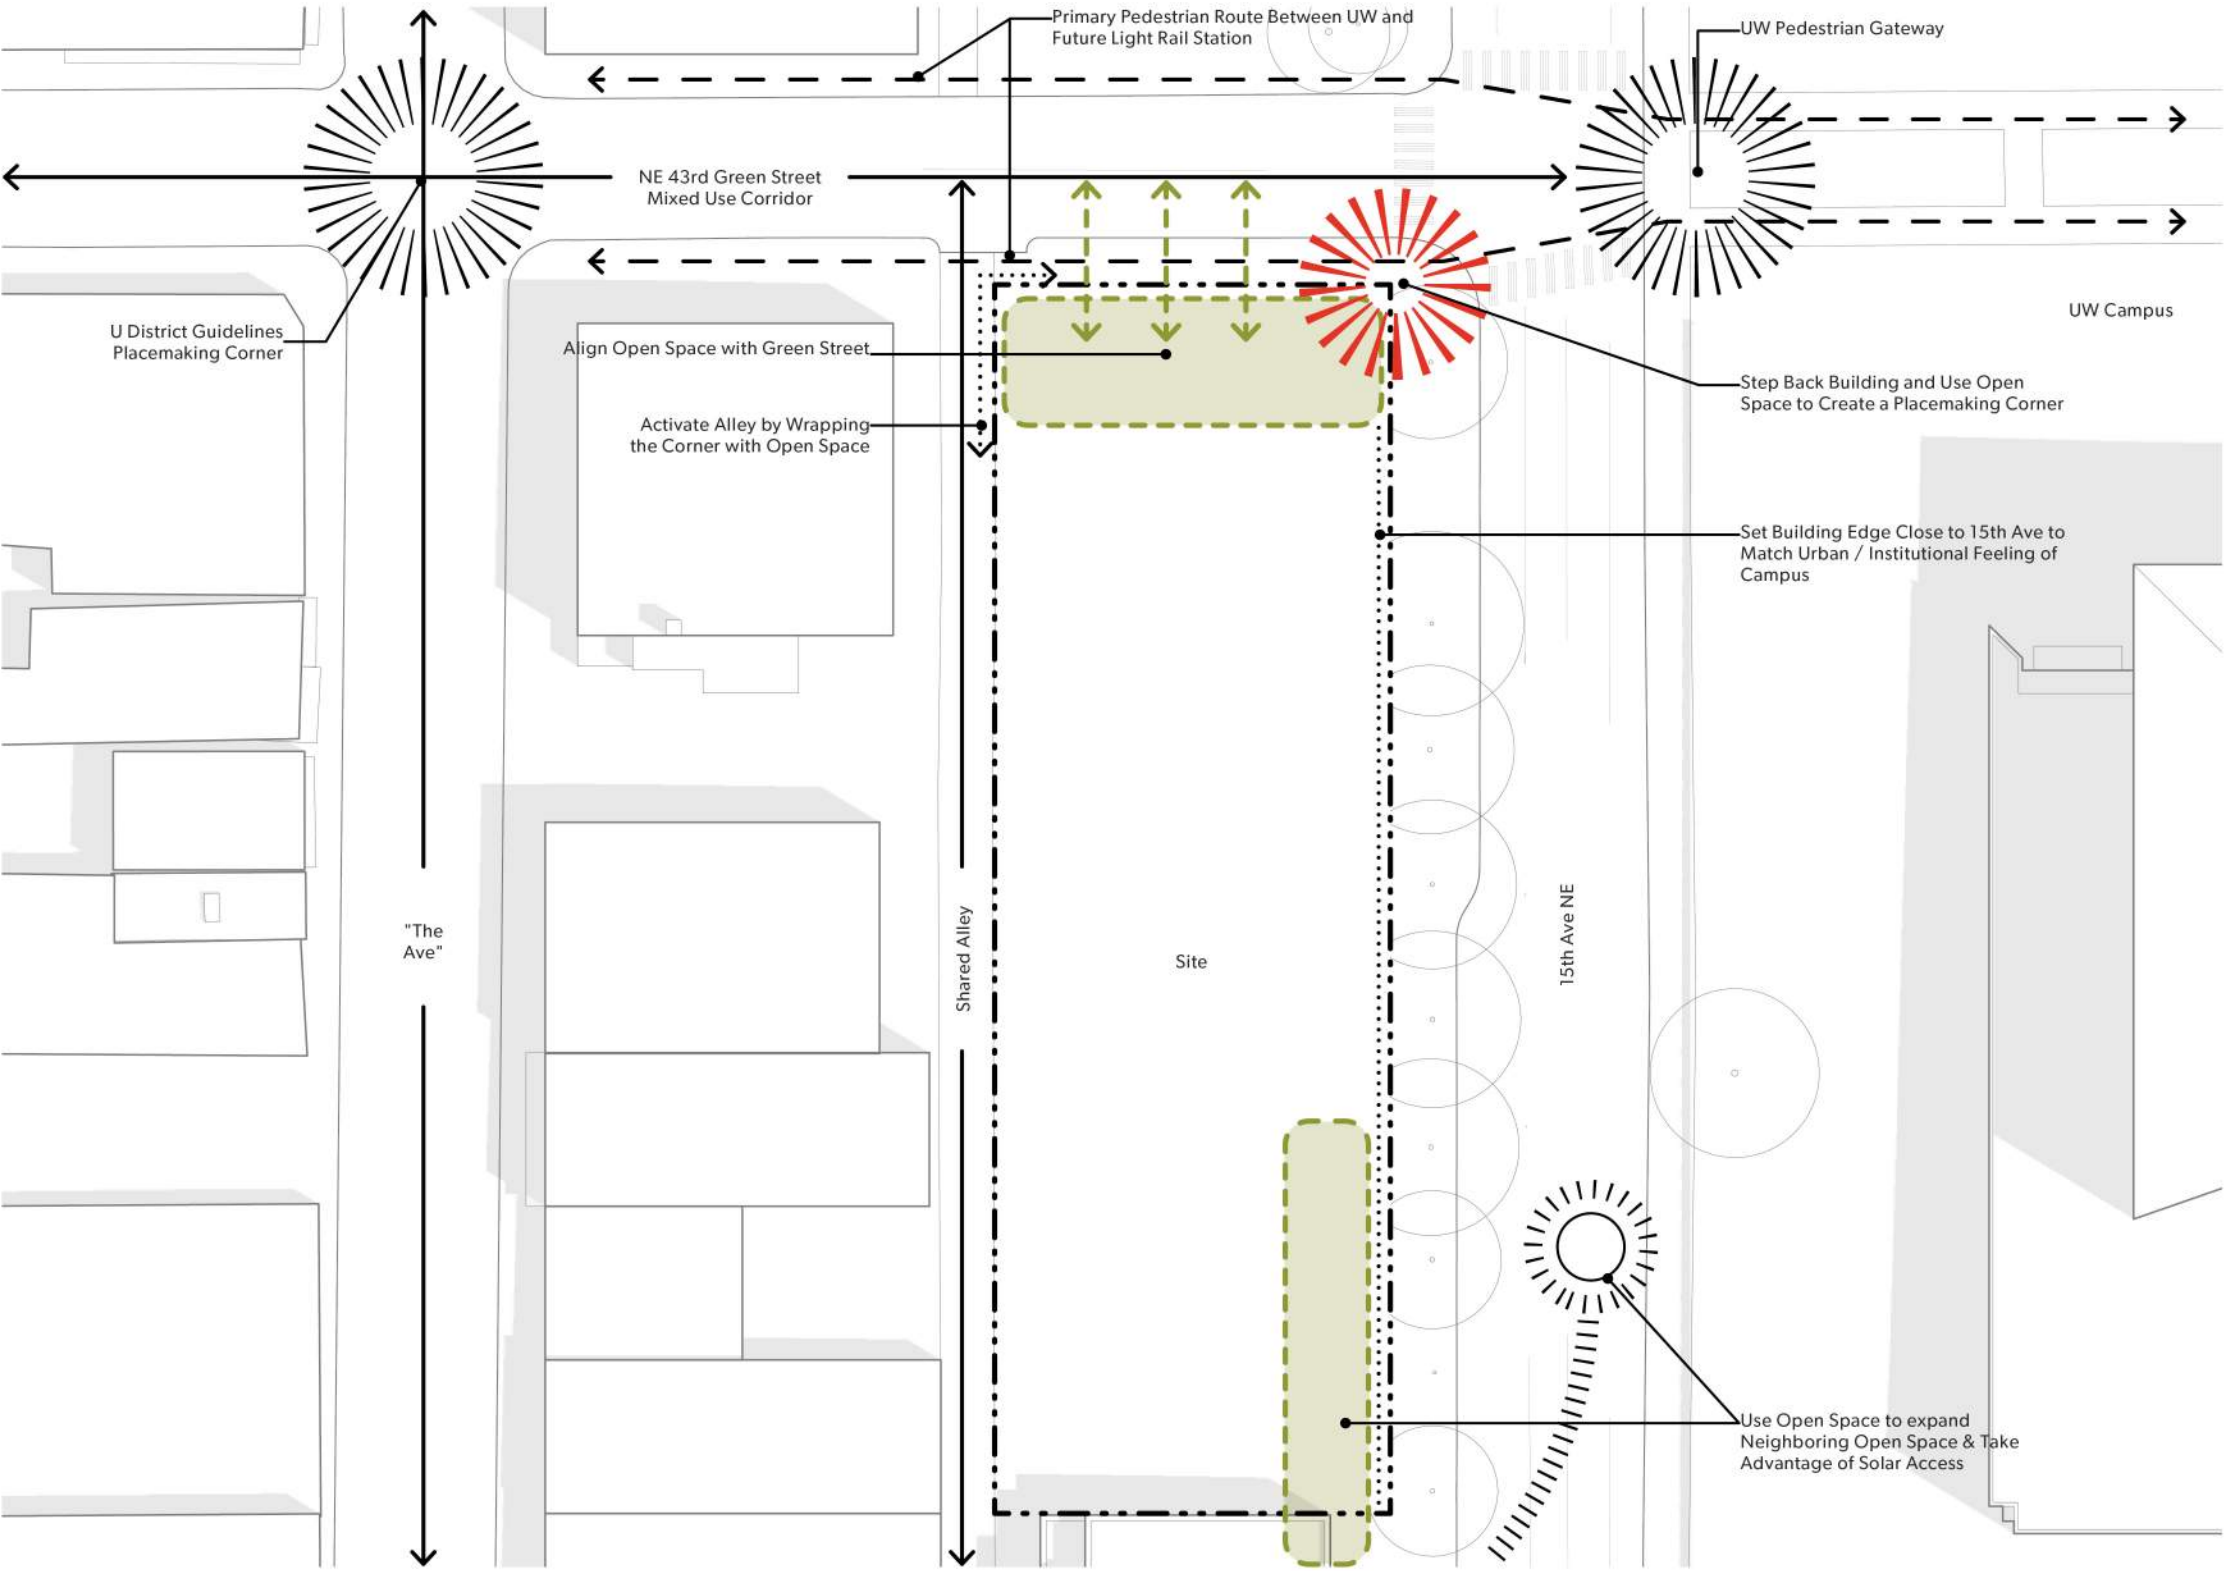 Primary Pedestrian Route Between UW and
Future Light Rail Station
UW Pedestrian Gateway
NE 43rd Green Street
Mixed Use Corridor
UW Campus
U District Guidelines
Placemaking Corner
Align Open Space with Green Street
Step Back Building and Use Open
Space to Create a Placemaking Corner
Activate Alley by Wrapping
the Corner with Open Space
Set Building Edge Close to 15th Ave to
Match Urban / Institutional Feeling of
Campus
"The
Ave"
Shared Alley
Site
15th Ave NE
Use Open Space to expand
Neighboring Open Space & Take
Advantage of Solar Access